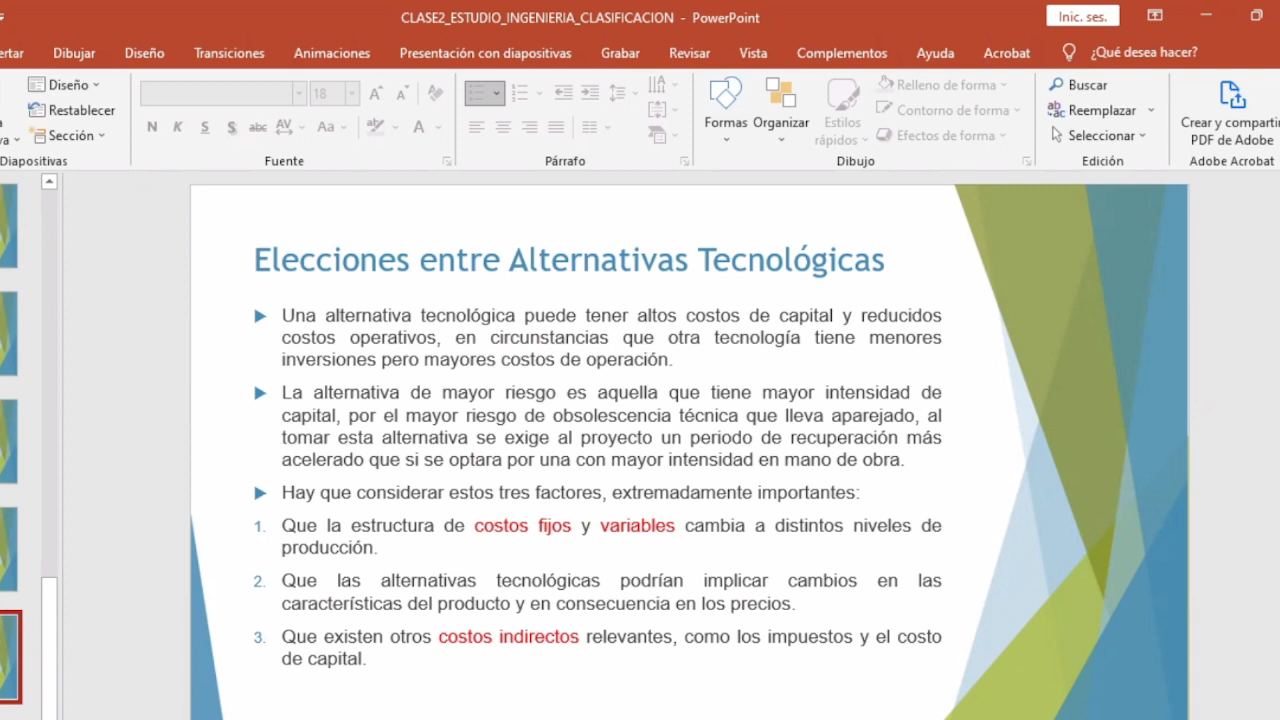 CLASE2_ESTUDIO_INGENIERIA_CLASIFICACION - PowerPoint
Inic. ses.
ertar Dibujar Diseño Transiciones Animaciones Presentación con diapositivas Grabar Revisar Vista Complementos Ayuda Acrobat ¿Qué desea hacer?
Diseño
Restablecer
Sección
Diapositivas
18
N K S S abc AV Aa A
Fuente
Párrafo
Formas Organizar Estilos rápidos
Relleno de forma
Contorno de forma
Efectos de forma
Dibujo
Buscar
Reemplazar
Seleccionar
Edición
Crear y comparti
PDF de Adobe
Adobe Acrobat
Elecciones entre Alternativas Tecnológicas
Una alternativa tecnológica puede tener altos costos de capital y reducidos
costos operativos, en circunstancias que otra tecnología tiene menores
inversiones pero mayores costos de operación.
La alternativa de mayor riesgo es aquella que tiene mayor intensidad de
capital, por el mayor riesgo de obsolescencia técnica que lleva aparejado, al
tomar esta alternativa se exige al proyecto un periodo de recuperación más
acelerado que si se optara por una con mayor intensidad en mano de obra.
Hay que considerar estos tres factores, extremadamente importantes:
1. Que la estructura de costos fijos y variables cambia a distintos niveles de
producción.
2. Que las alternativas tecnológicas podrían implicar cambios en las
características del producto y en consecuencia en los precios.
3. Que existen otros costos indirectos relevantes, como los impuestos y el costo
de capital.